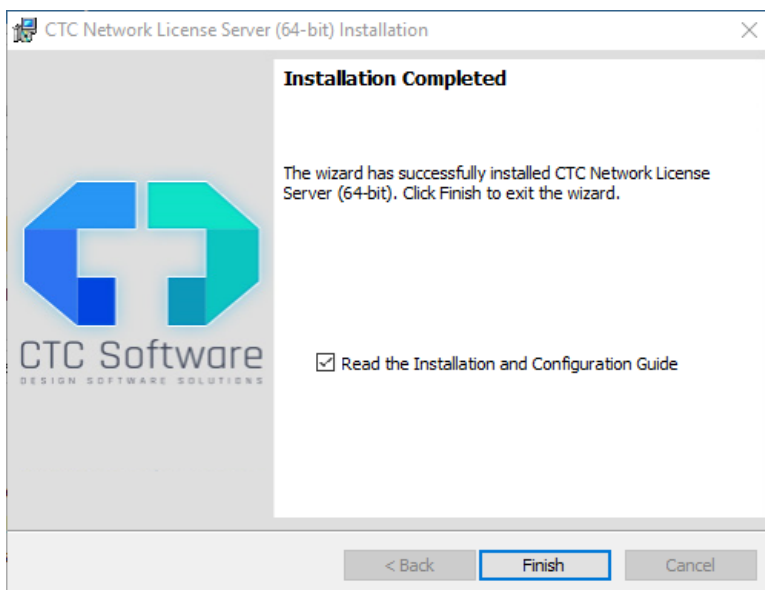 CTC Network License Server (64-bit) Installation
Installation Completed
The wizard has successfully installed CTC Network License
Server (64-bit). Click Finish to exit the wizard.
CTC Software
DESIGN SOFTWARE SOLUTIONS
Read the Installation and Configuration Guide
< Back
Finish
Cancel